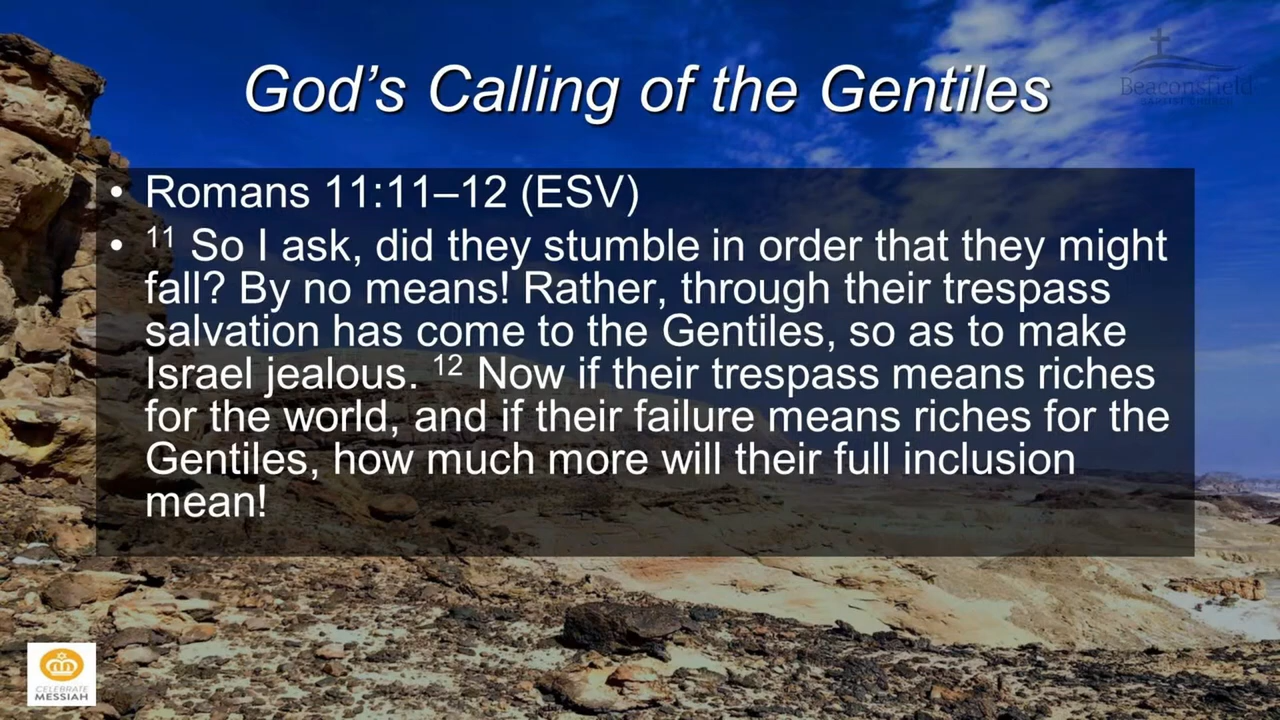 God’s Calling of the Gentiles
Beaconsfield
BAPTIST CHURCH
• Romans 11:11–12 (ESV)
• 11 So I ask, did they stumble in order that they might
fall? By no means! Rather, through their trespass
salvation has come to the Gentiles, so as to make
Israel jealous. 12 Now if their trespass means riches
for the world, and if their failure means riches for the
Gentiles, how much more will their full inclusion
mean!
CELEBRATE
MESSIAH